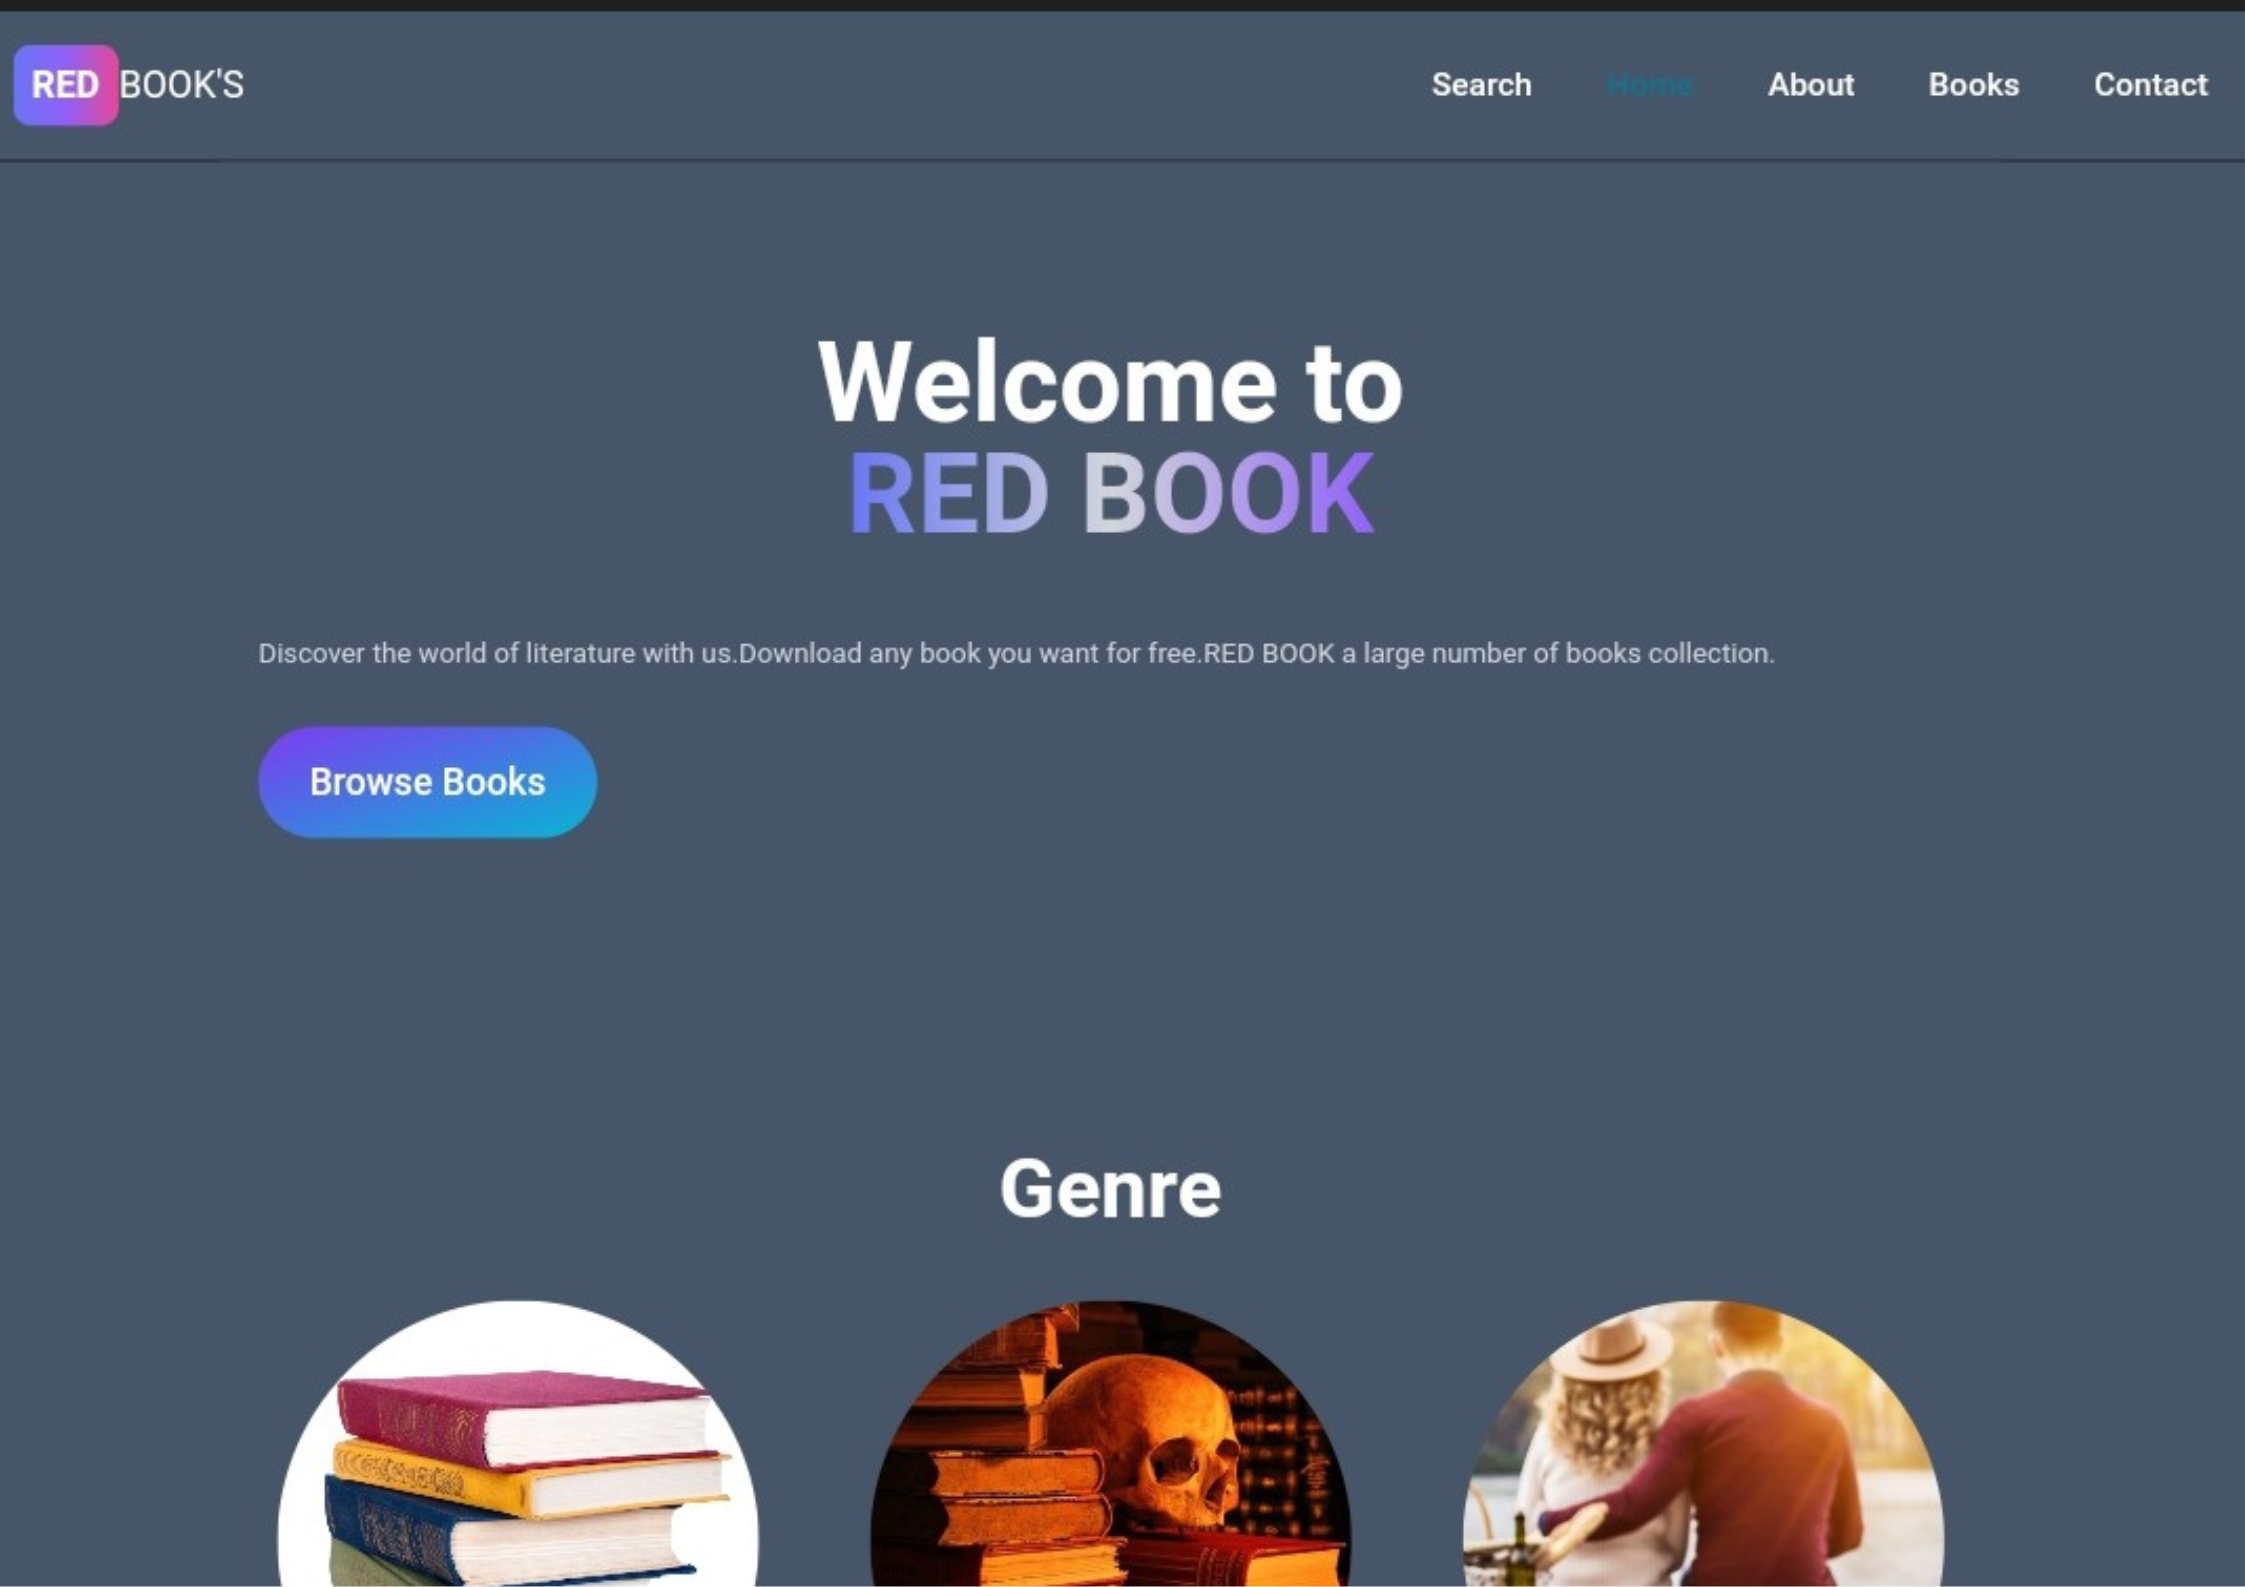 RED BOOK'S
Search Home About Books Contact
Welcome to
RED BOOK
Discover the world of literature with us.Download any book you want for free.RED BOOK a large number of books collection.
Browse Books
Genre